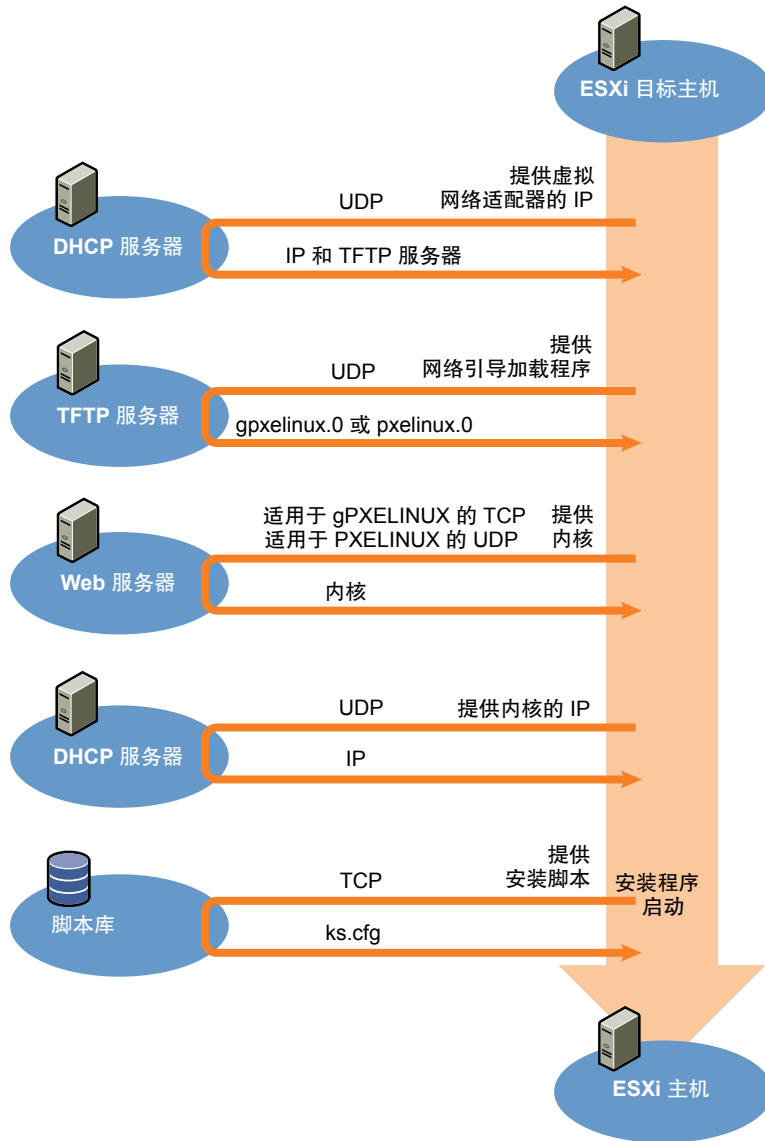 ESXi 目标主机
提供虚拟
UDP 网络适配器的 IP
DHCP 服务器
IP 和 TFTP 服务器
提供
UDP 网络引导加载程序
TFTP 服务器
gpxelinux.0 或 pxelinux.0
适用于 gPXELINUX 的 TCP 提供
适用于 PXELINUX 的 UDP 内核
Web 服务器
内核
UDP 提供内核的 IP
DHCP 服务器
IP
提供
TCP 安装脚本
安装程序
启动
脚本库
ks.cfg
ESXi 主机